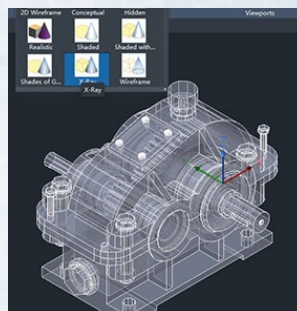 2D Wireframe Conceptual Hidden Viewports
Realistic Shaded Shaded with...
Shades of G... X-Ray Wireframe
X-Ray